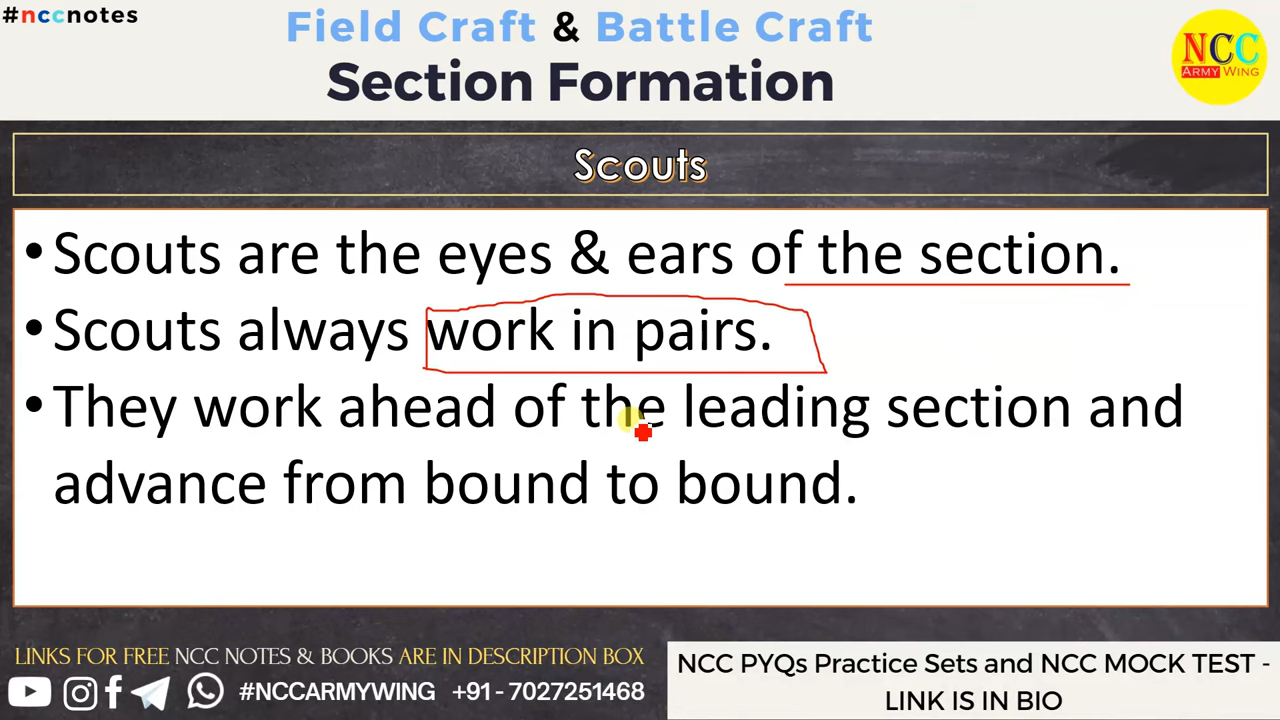 #nccnotes
Field Craft & Battle Craft
Section Formation
NCC
ARMY WING
Scouts
• Scouts are the eyes & ears of the section.
• Scouts always work in pairs.
• They work ahead of the leading section and
advance from bound to bound.
LINKS FOR FREE NCC NOTES & BOOKS ARE IN DESCRIPTION BOX
#NCCARMYWING +91 - 7027251468
NCC PYQs Practice Sets and NCC MOCK TEST -
LINK IS IN BIO